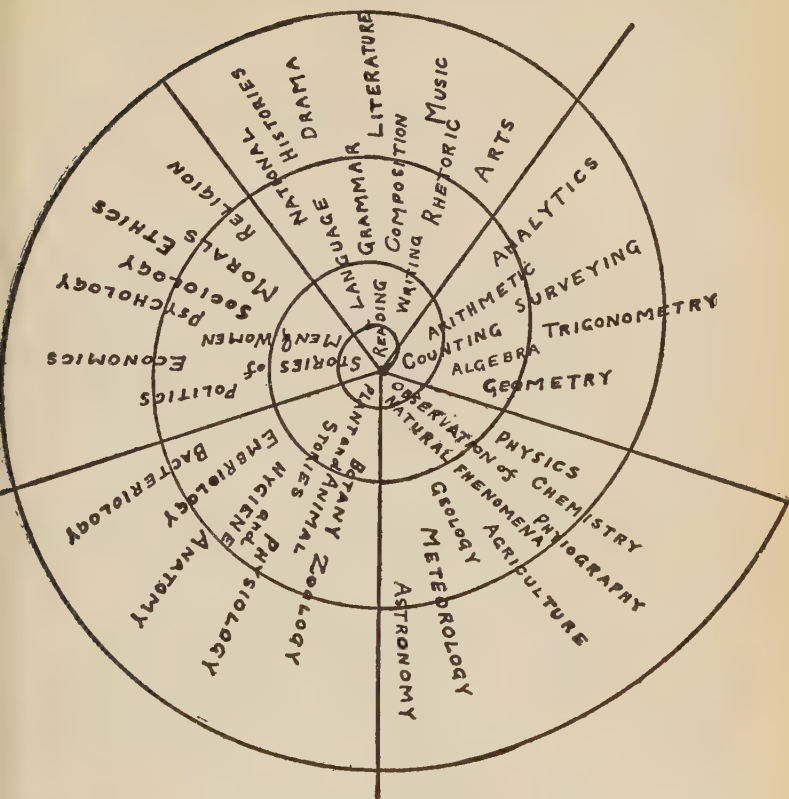 NATIONAL
HISTORIES
DRAMA
LITERATURE
MUSIC
ARTS
LANGUAGE
GRAMMAR
COMPOSITION
RHETORIC
WRITING
READING
ANALYTICS
SURVEYING
TRIGONOMETRY
ARITHMETIC
COUNTING
ALGEBRA
GEOMETRY
OBSERVATION of
NATURAL PHENOMENA
PHYSICS
CHEMISTRY
PHYSIOGRAPHY
AGRICULTURE
GEOLOGY
METEOROLOGY
ASTRONOMY
PLANT and ANIMAL
STORIES
BOTANY ZOOLOGY
HYGIENE
and
PHYSIOLOGY
ANATOMY
EMBRIOLOGY
BACTERIOLOGY
STORIES of
MEN & WOMEN
POLITICS
ECONOMICS
PSYCHOLOGY
SOCIOLOGY
MORALS ETHICS
RELIGION